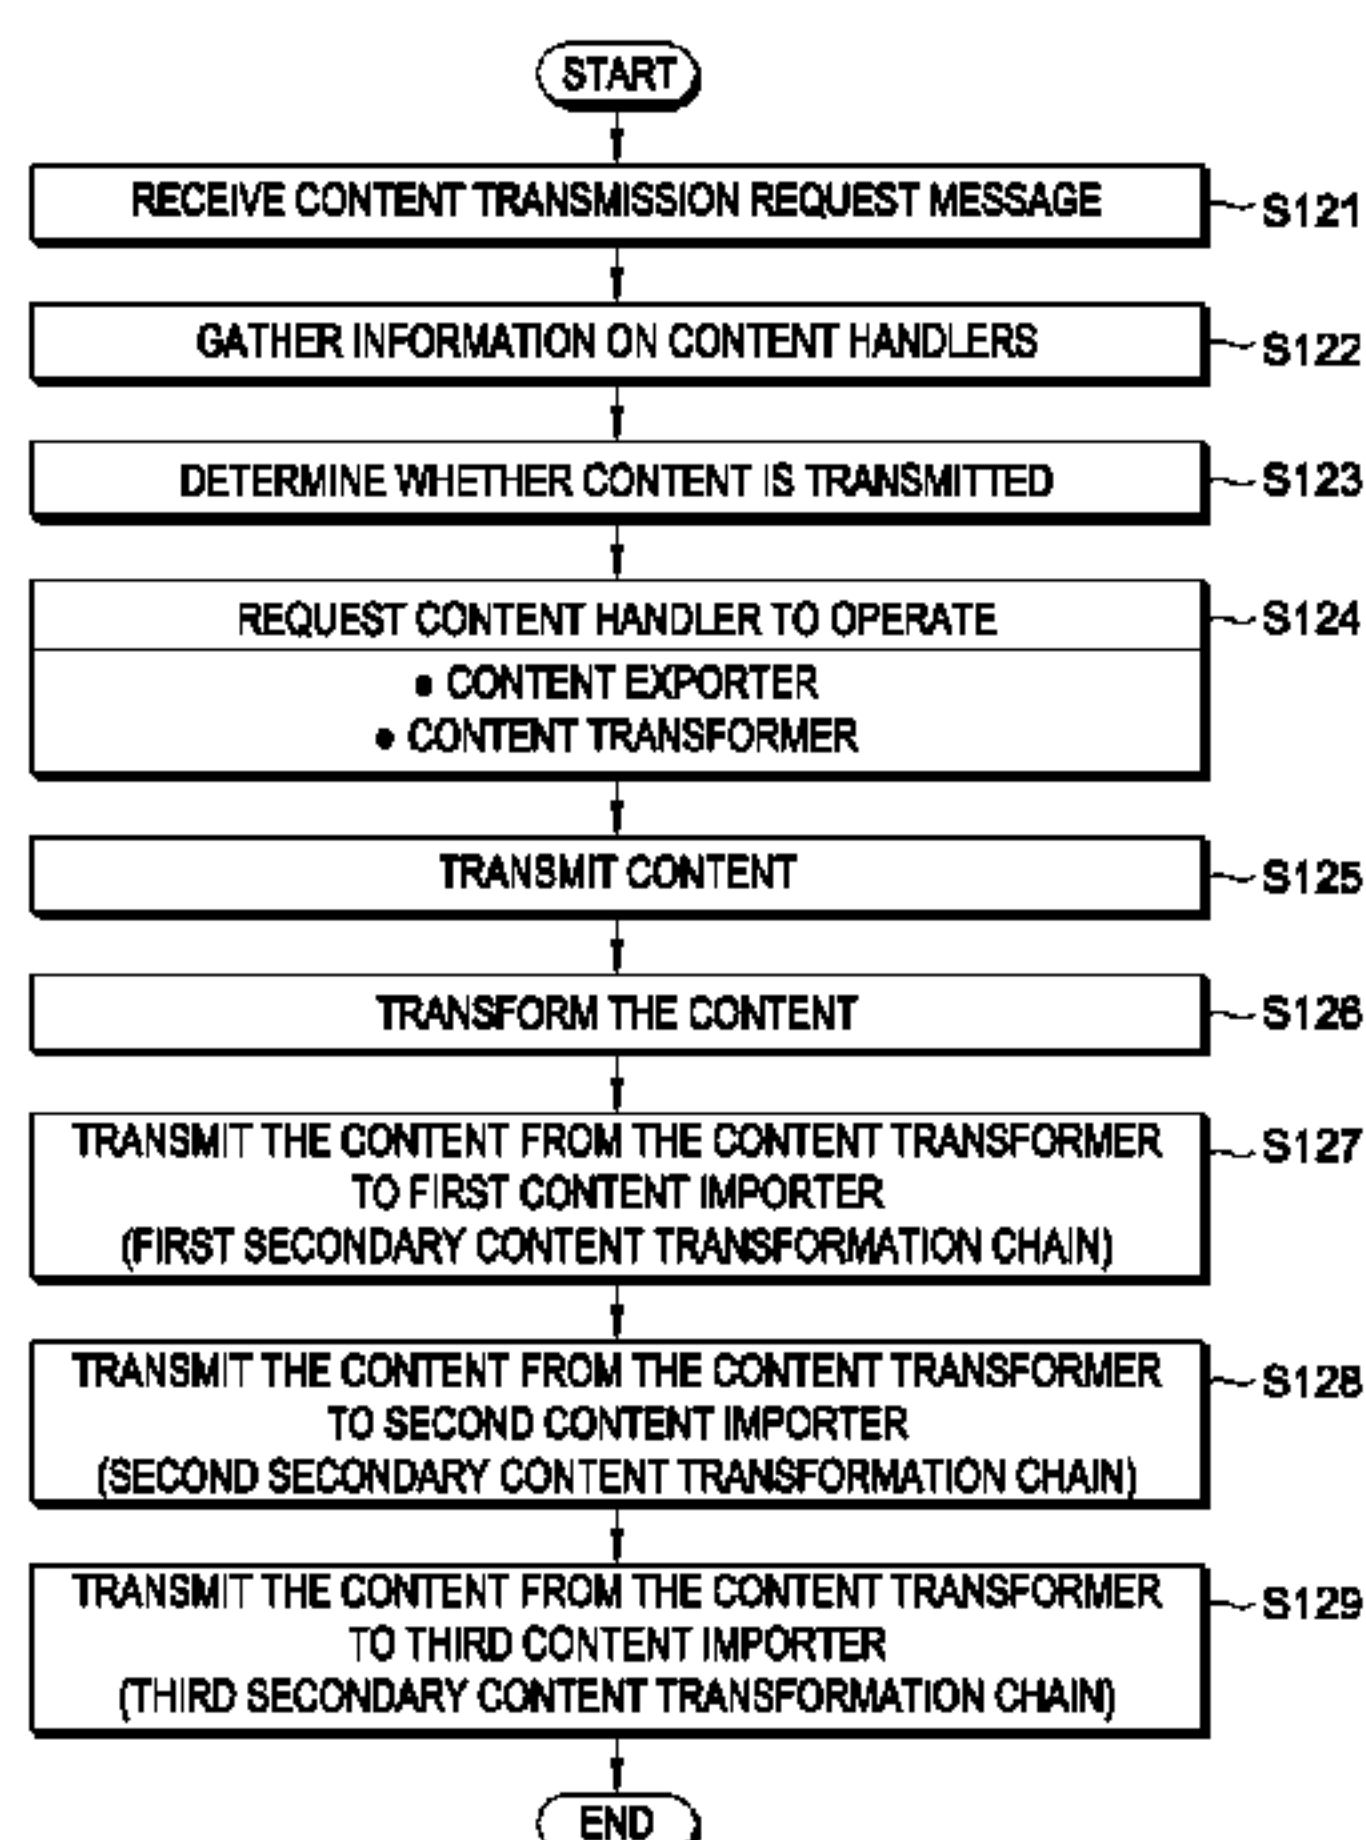 START
RECEIVE CONTENT TRANSMISSION REQUEST MESSAGE
S121
GATHER INFORMATION ON CONTENT HANDLERS
S122
DETERMINE WHETHER CONTENT IS TRANSMITTED
S123
REQUEST CONTENT HANDLER TO OPERATE
S124
● CONTENT EXPORTER
● CONTENT TRANSFORMER
TRANSMIT CONTENT
S125
TRANSFORM THE CONTENT
S126
TRANSMIT THE CONTENT FROM THE CONTENT TRANSFORMER
S127
TO FIRST CONTENT IMPORTER
(FIRST SECONDARY CONTENT TRANSFORMATION CHAIN)
TRANSMIT THE CONTENT FROM THE CONTENT TRANSFORMER
S128
TO SECOND CONTENT IMPORTER
(SECOND SECONDARY CONTENT TRANSFORMATION CHAIN)
TRANSMIT THE CONTENT FROM THE CONTENT TRANSFORMER
S129
TO THIRD CONTENT IMPORTER
(THIRD SECONDARY CONTENT TRANSFORMATION CHAIN)
END